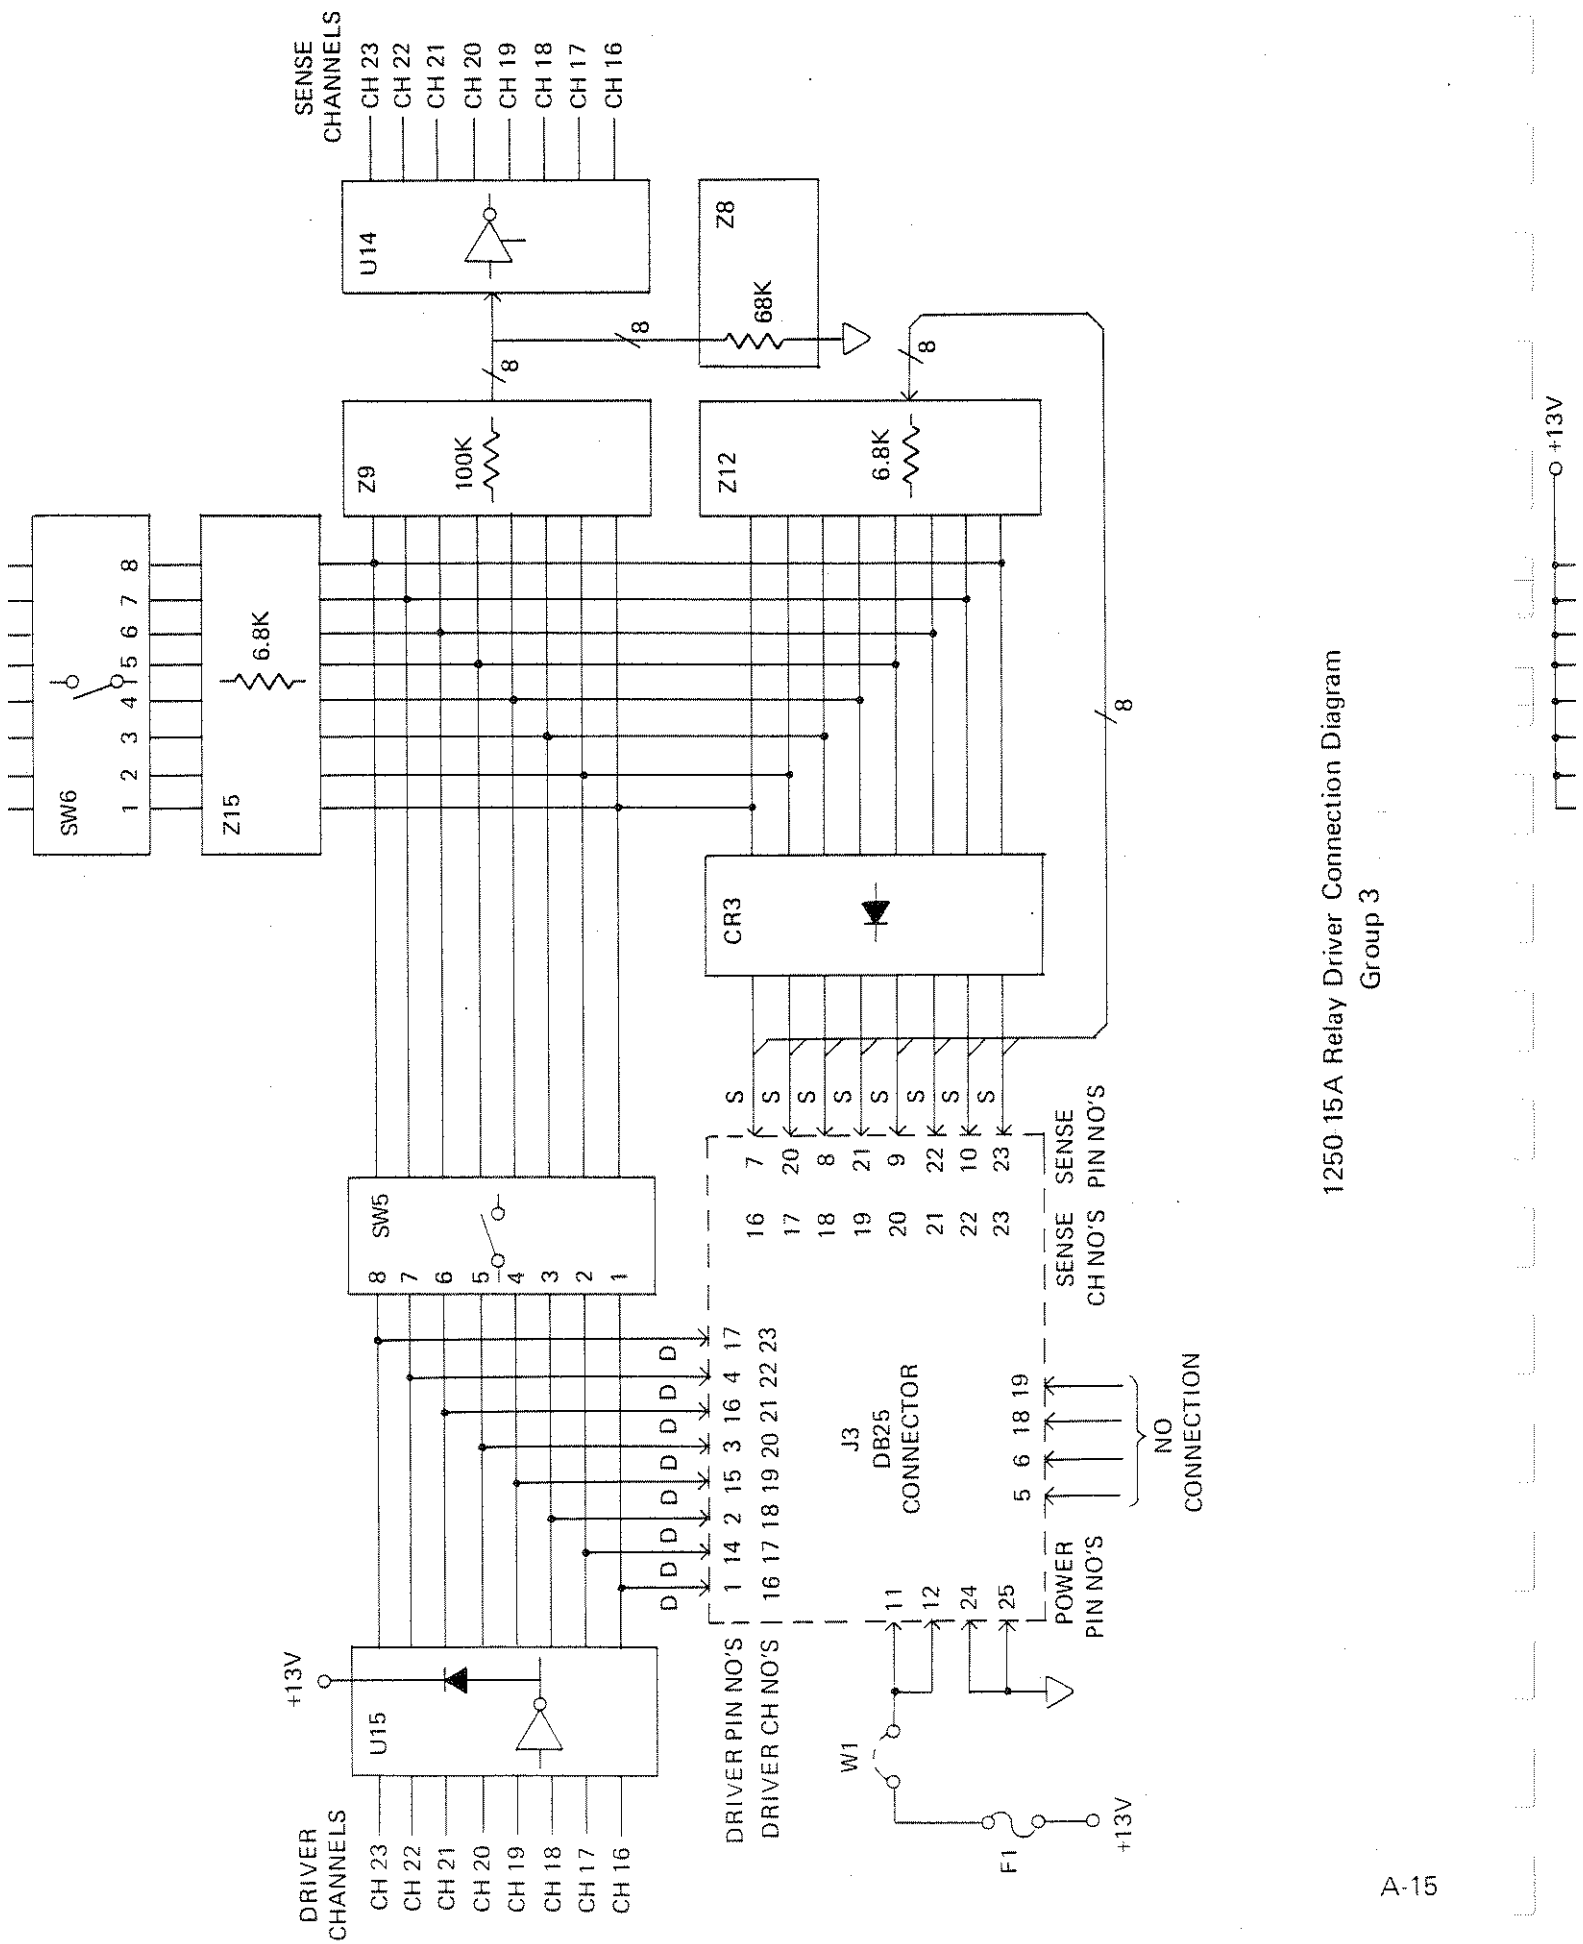 SENSE
CHANNELS
CH 23
CH 22
CH 21
CH 20
CH 19
CH 18
CH 17
CH 16
U14
Z8
68K
8
8
8
8
Z9
100K
Z12
6.8K
SW6
1 2 3 4 5 6 7 8
Z15
6.8K
+13V
CR3
S S S S S S S
SW5
8
7
6
5
4
3
2
1
7 20 8 21 9 22 10 23
SENSE
PIN NO'S
16 17 18 19 20 21 22 23
SENSE
CH NO'S
D D D D D D D D
1 14 2 15 3 16 4 17
16 17 18 19 20 21 22 23
DRIVER PIN NO'S
DRIVER CH NO'S
J3
DB25
CONNECTOR
5 6 18 19
NO
CONNECTION
11
12
24
25
POWER
PIN NO'S
+13V
U15
DRIVER
CHANNELS
CH 23
CH 22
CH 21
CH 20
CH 19
CH 18
CH 17
CH 16
W1
F1
+13V
1250-15A Relay Driver Connection Diagram
Group 3
A-15